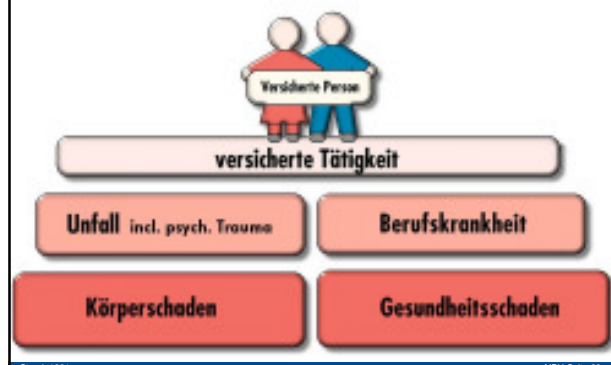 Versicherte Person
versicherte Tätigkeit
Unfall incl. psych. Trauma
Berufskrankheit
Körperschaden
Gesundheitsschaden